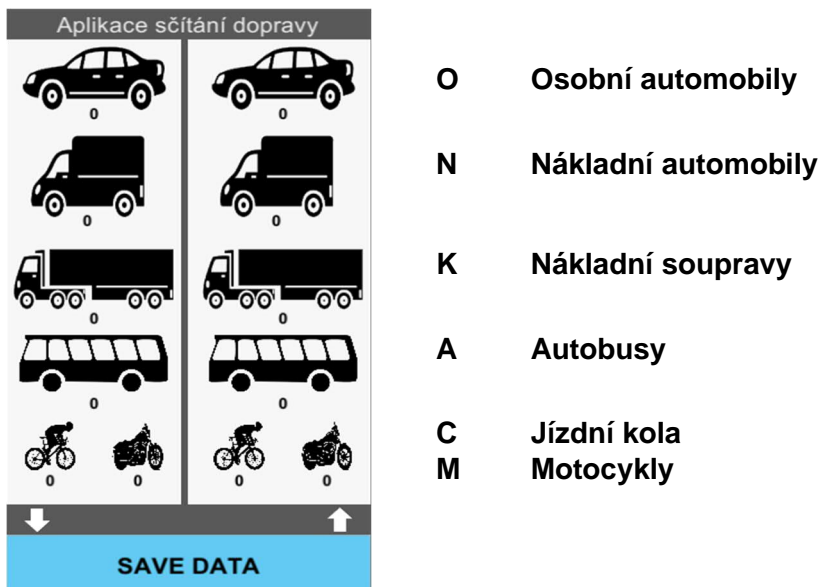 Aplikace sčítání dopravy
0 0
0 0
0 0
0 0
0 0 0 0
SAVE DATA
O Osobní automobily
N Nákladní automobily
K Nákladní soupravy
A Autobusy
C Jízdní kola
M Motocykly